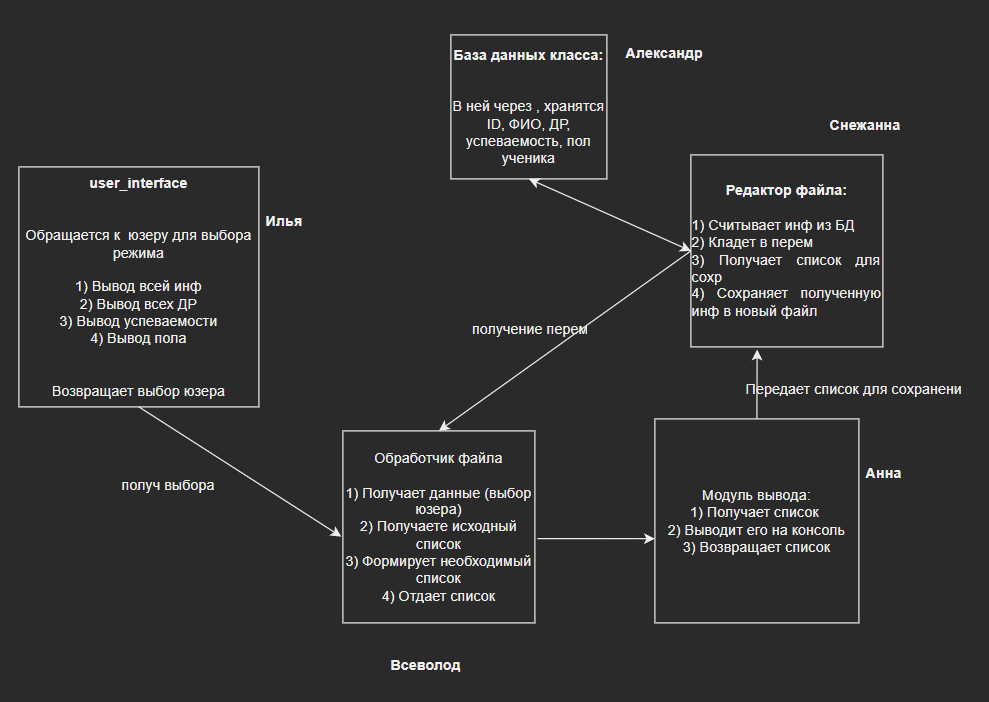 База данных класса:
Александр
В ней через , хранятся
ID, ФИО, ДР,
успеваемость, пол
ученика
Снежанна
Редактор файла:
1) Считывает инф из БД
2) Кладет в перем
3) Получает список для
сохр
4) Сохраняет полученную
инф в новый файл
user_interface
Илья
Обращается к юзеру для выбора
режима
1) Вывод всей инф
2) Вывод всех ДР
3) Вывод успеваемости
4) Вывод пола
Возвращает выбор юзера
получение перем
Передает список для сохранени
получ выбора
Обработчик файла
1) Получает данные (выбор
юзера)
2) Получаете исходный
список
3) Формирует необходимый
список
4) Отдает список
Всеволод
Анна
Модуль вывода:
1) Получает список
2) Выводит его на консоль
3) Возвращает список